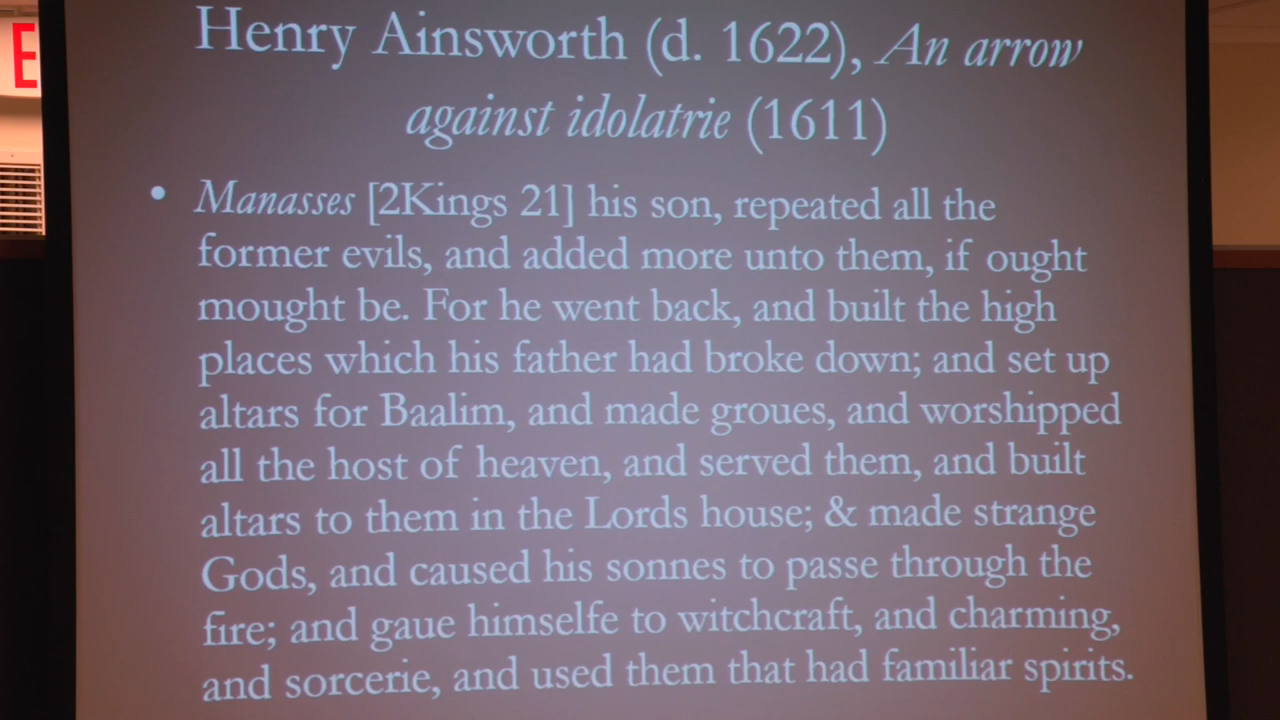 E
Henry Ainsworth (d. 1622), An arrow
against idolatrie (1611)
• Manasses [2Kings 21] his son, repeated all the
former evils, and added more unto them, if ought
mought be. For he went back, and built the high
places which his father had broke down; and set up
altars for Baalim, and made groues, and worshipped
all the host of heaven, and served them, and built
altars to them in the Lords house; & made strange
Gods, and caused his sonnes to passe through the
fire; and gaue himselfe to witchcraft, and charming,
and sorcerie, and used them that had familiar spirits.